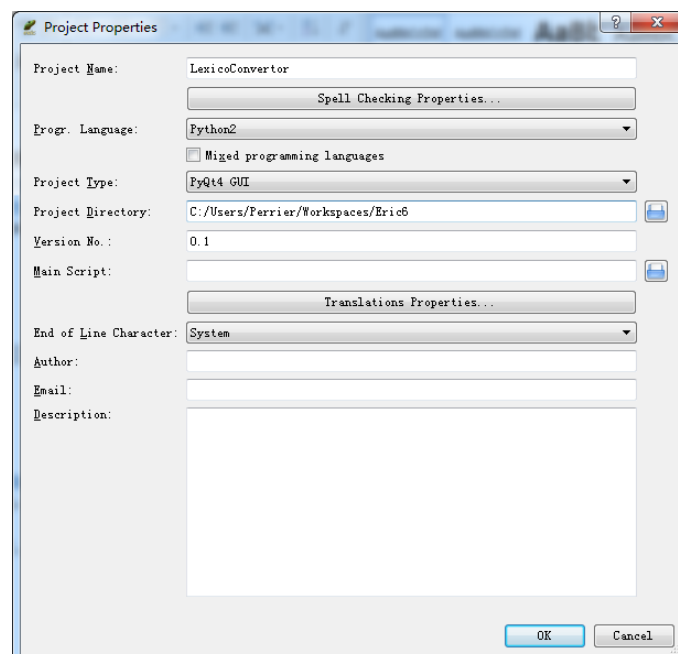 Project Properties
AaBb
Project Name: LexicoConvertor
Spell Checking Properties...
Progr. Language: Python2
Mixed programming languages
Project Type: PyQt4 GUI
Project Directory: C:/Users/Perrier/Workspaces/Eric6
Version No.: 0.1
Main Script:
Translations Properties...
End of Line Character: System
Author:
Email:
Description:
OK Cancel